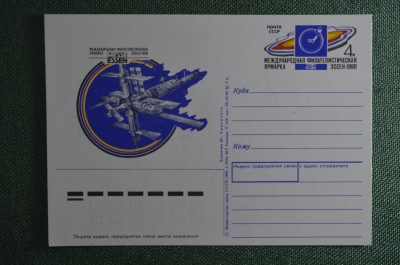 МЕЖДУНАРОДНАЯ ФИЛАТЕЛИСТИЧЕСКАЯ
ЯРМАРКА ЭССЕН-1990
ESSEN
ПОЧТА
СССР
4к
МЕЖДУНАРОДНАЯ ФИЛАТЕЛИСТИЧЕСКАЯ
ЯРМАРКА ЭССЕН-1990
Куда
Кому
Индекс предприятия связи и адрес отправителя
Пишите индекс предприятия связи места назначения